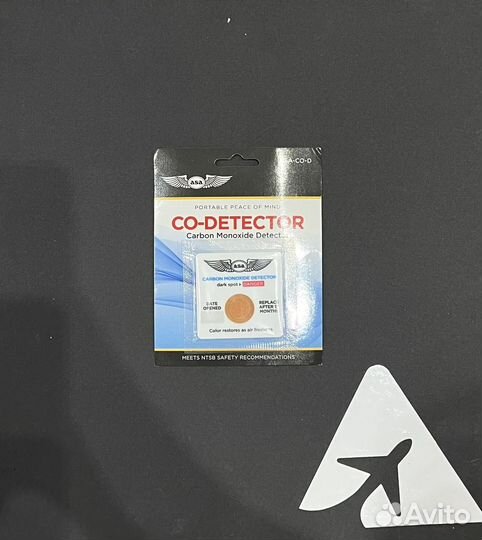 A-CO-D
asa
PORTABLE PEACE OF MIND
CO-DETECTOR
Carbon Monoxide Detect
asa
CARBON MONOXIDE DETECTOR
dark spot = DANGER
DATE OPENED
REPLACE AFTER MONTHS
Color restores as air freshens
MEETS NTSB SAFETY RECOMMENDATIONS
Avito